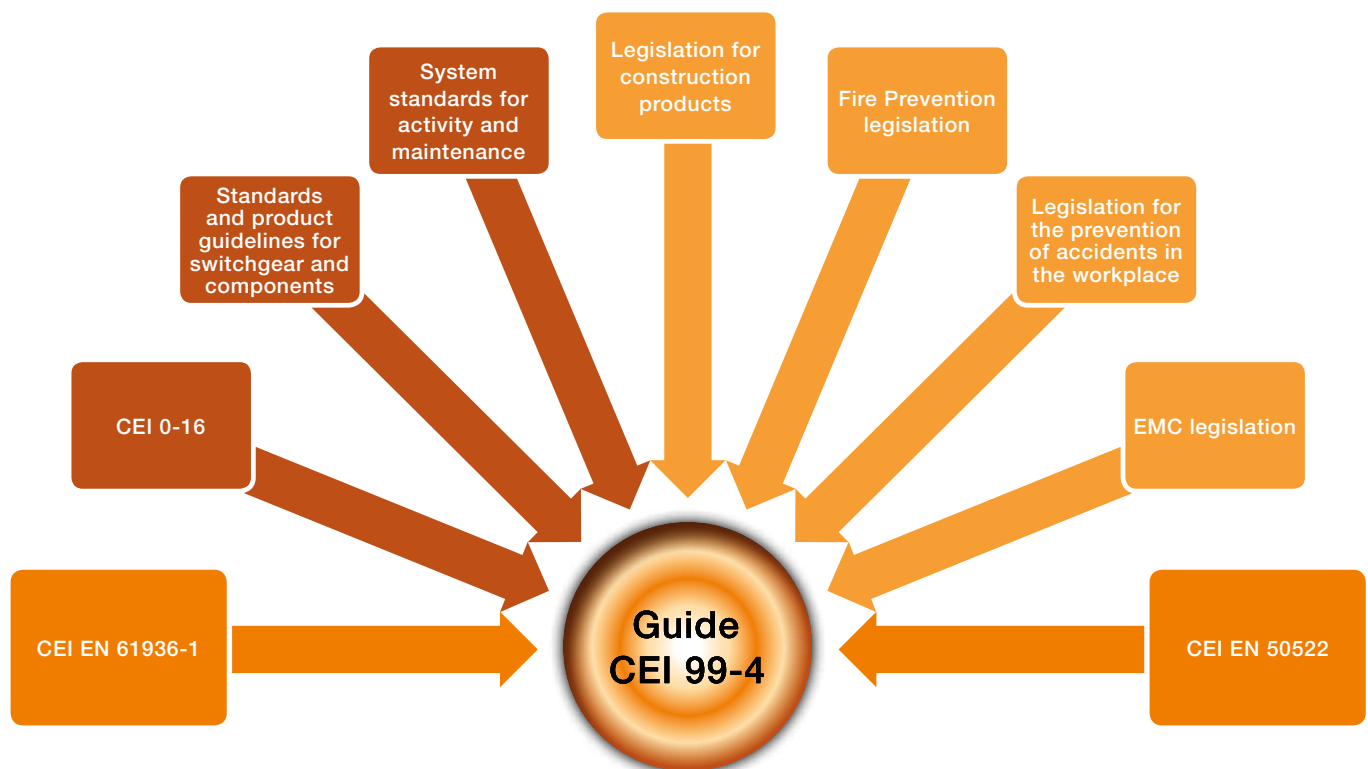 Legislation for
construction
products
System
standards for
activity and
maintenance
Fire Prevention
legislation
Standards
and product
guidelines for
switchgear and
components
Legislation for
the prevention
of accidents in
the workplace
CEI 0-16
EMC legislation
CEI EN 61936-1
Guide
CEI 99-4
CEI EN 50522